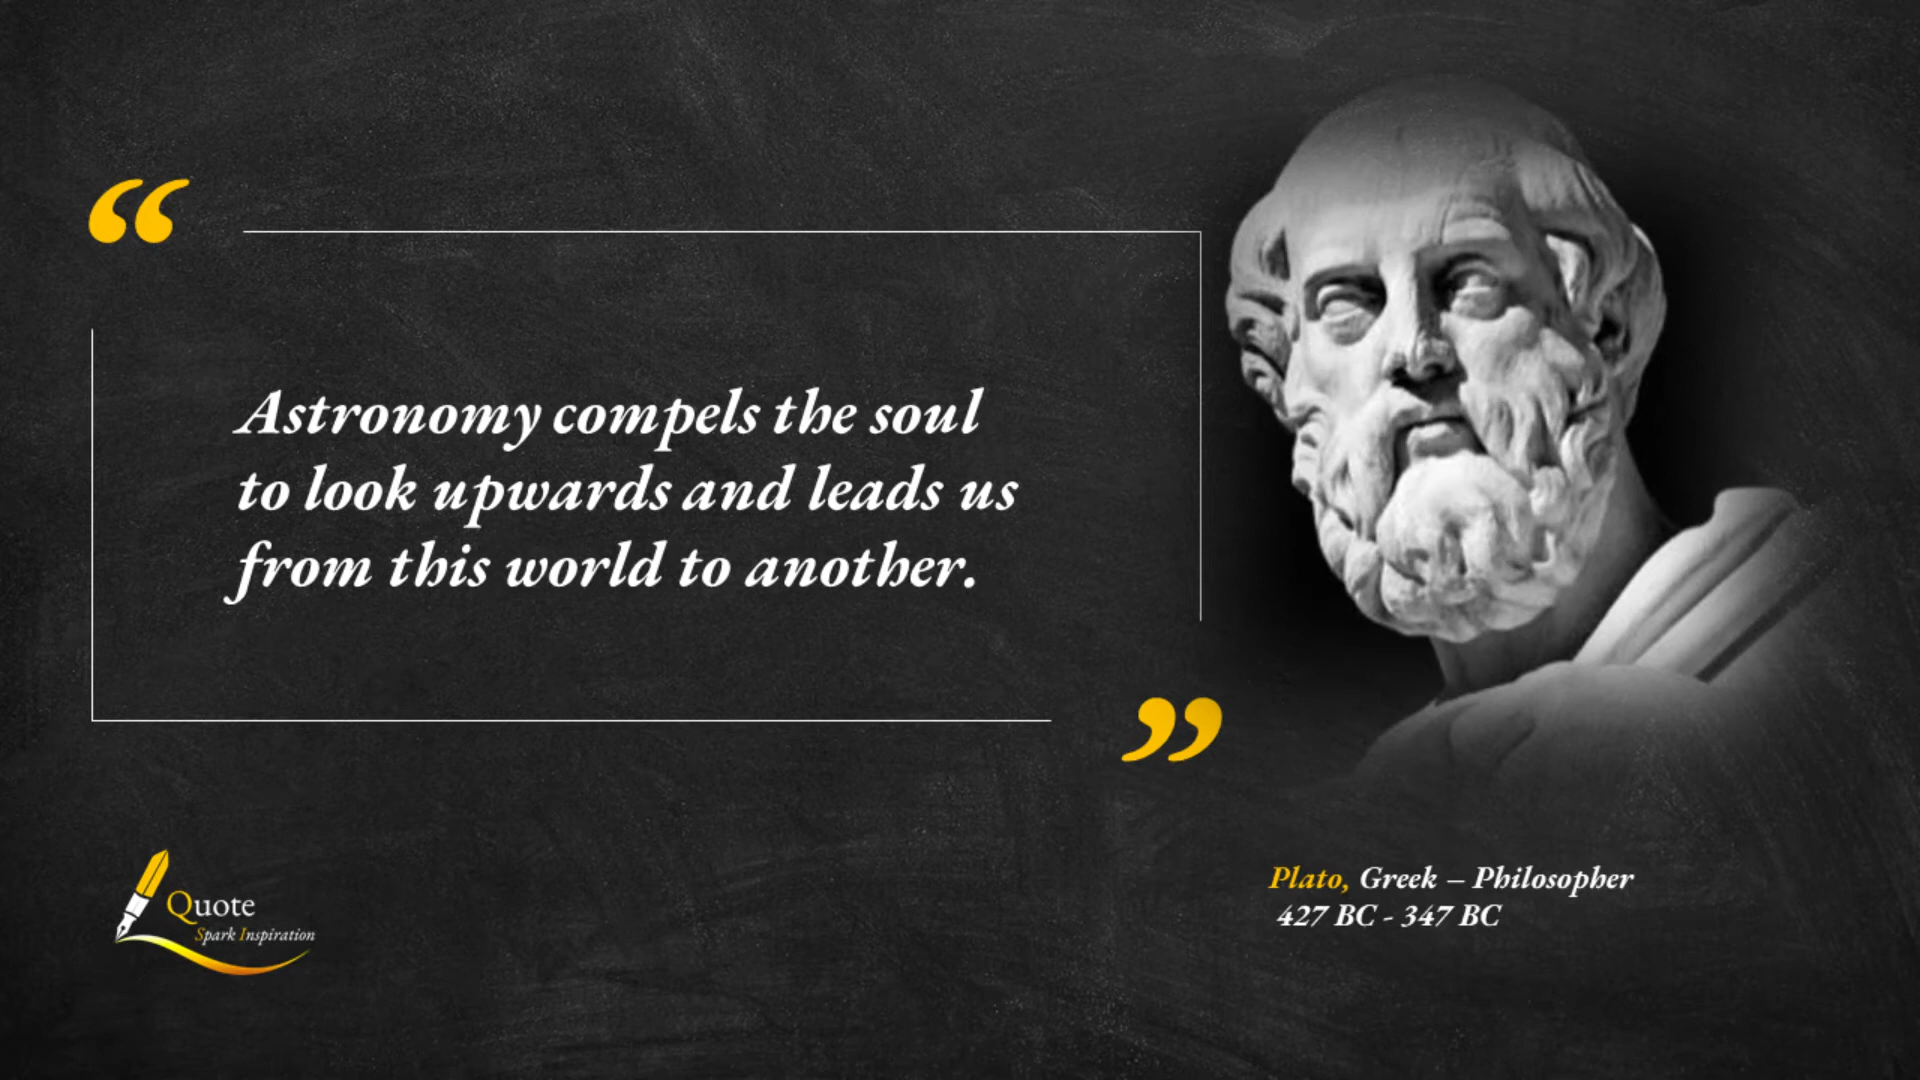 “
Astronomy compels the soul
to look upwards and leads us
from this world to another.
”
Quote
Spark Inspiration
Plato, Greek – Philosopher
427 BC - 347 BC